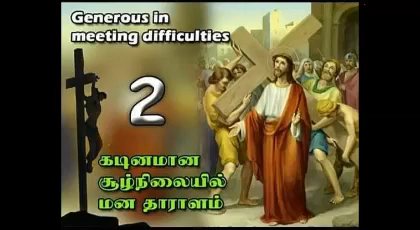 Generous in
meeting difficulties
2
கடினமான
சூழ்நிலையில்
மன தாராளம்